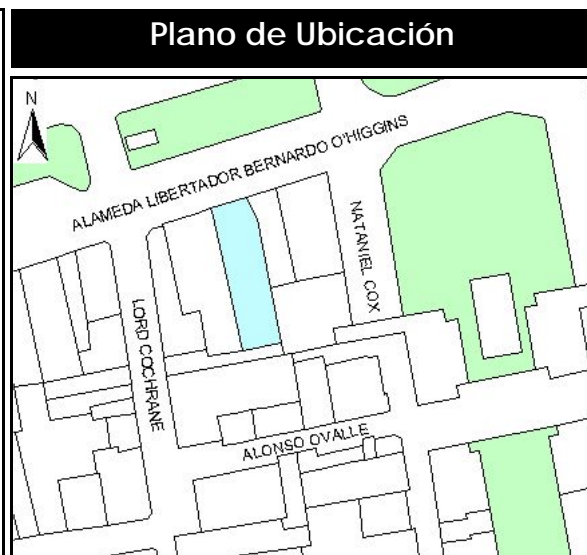 Plano de Ubicación
N
ALAMEDA LIBERTADOR BERNARDO O'HIGGINS
NATANIEL COX
LORD COCHRANE
ALONSO OVALLE